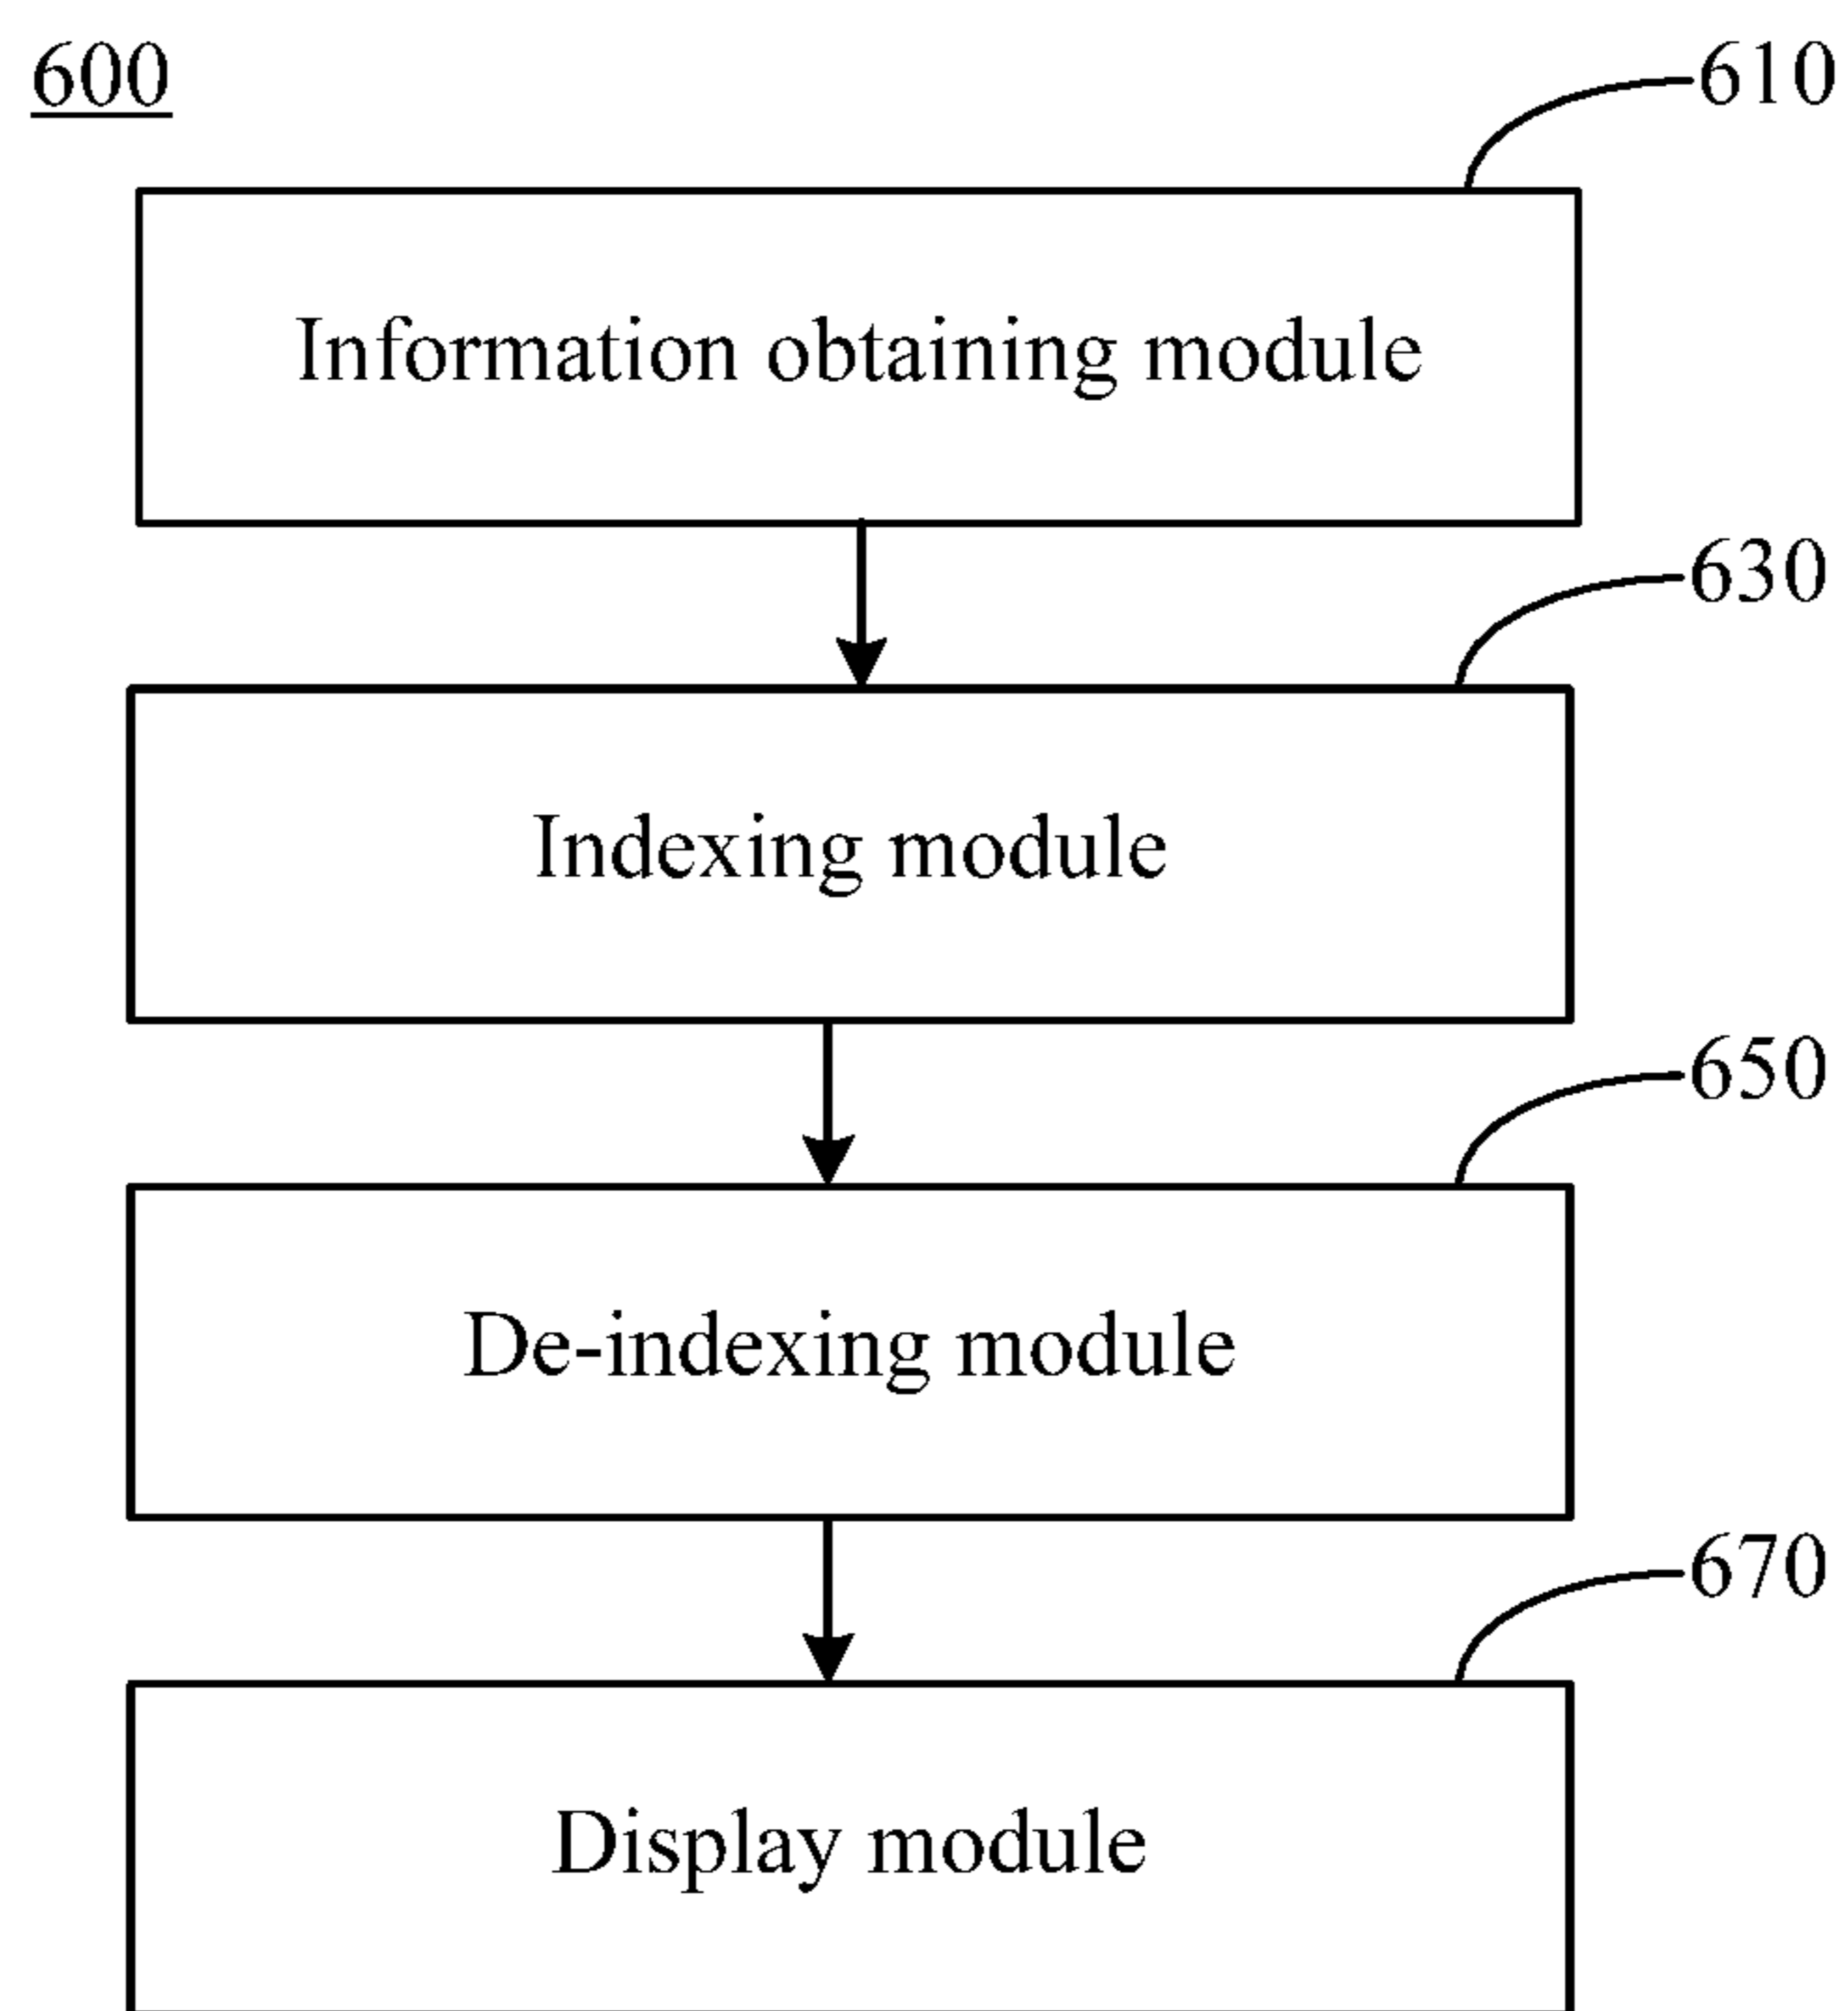 600
610
Information obtaining module
630
Indexing module
650
De-indexing module
670
Display module